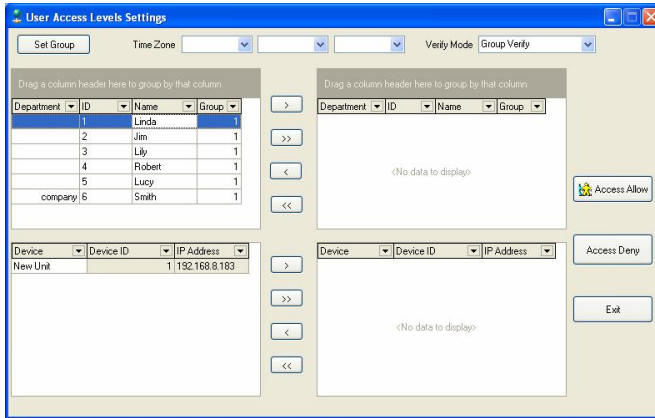 User Access Levels Settings
Set Group Time Zone Verify Mode Group Verify
Drag a column header here to group by that column
Department ID Name Group
1 Linda 1
2 Jim 1
3 Lily 1
4 Robert 1
5 Lucy 1
company 6 Smith 1
>
>>
<
<<
Drag a column header here to group by that column
Department ID Name Group
<No data to display>
Access Allow
Access Deny
Exit
Device Device ID IP Address
New Unit 1 192.168.8.183
>
>>
<
<<
Device Device ID IP Address
<No data to display>